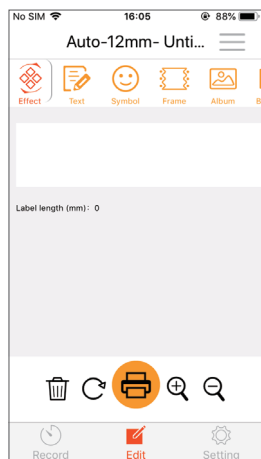 No SIM 16:05 88%
Auto-12mm- Unti...
Effect Text Symbol Frame Album B
Label length (mm): 0
Record Edit Setting